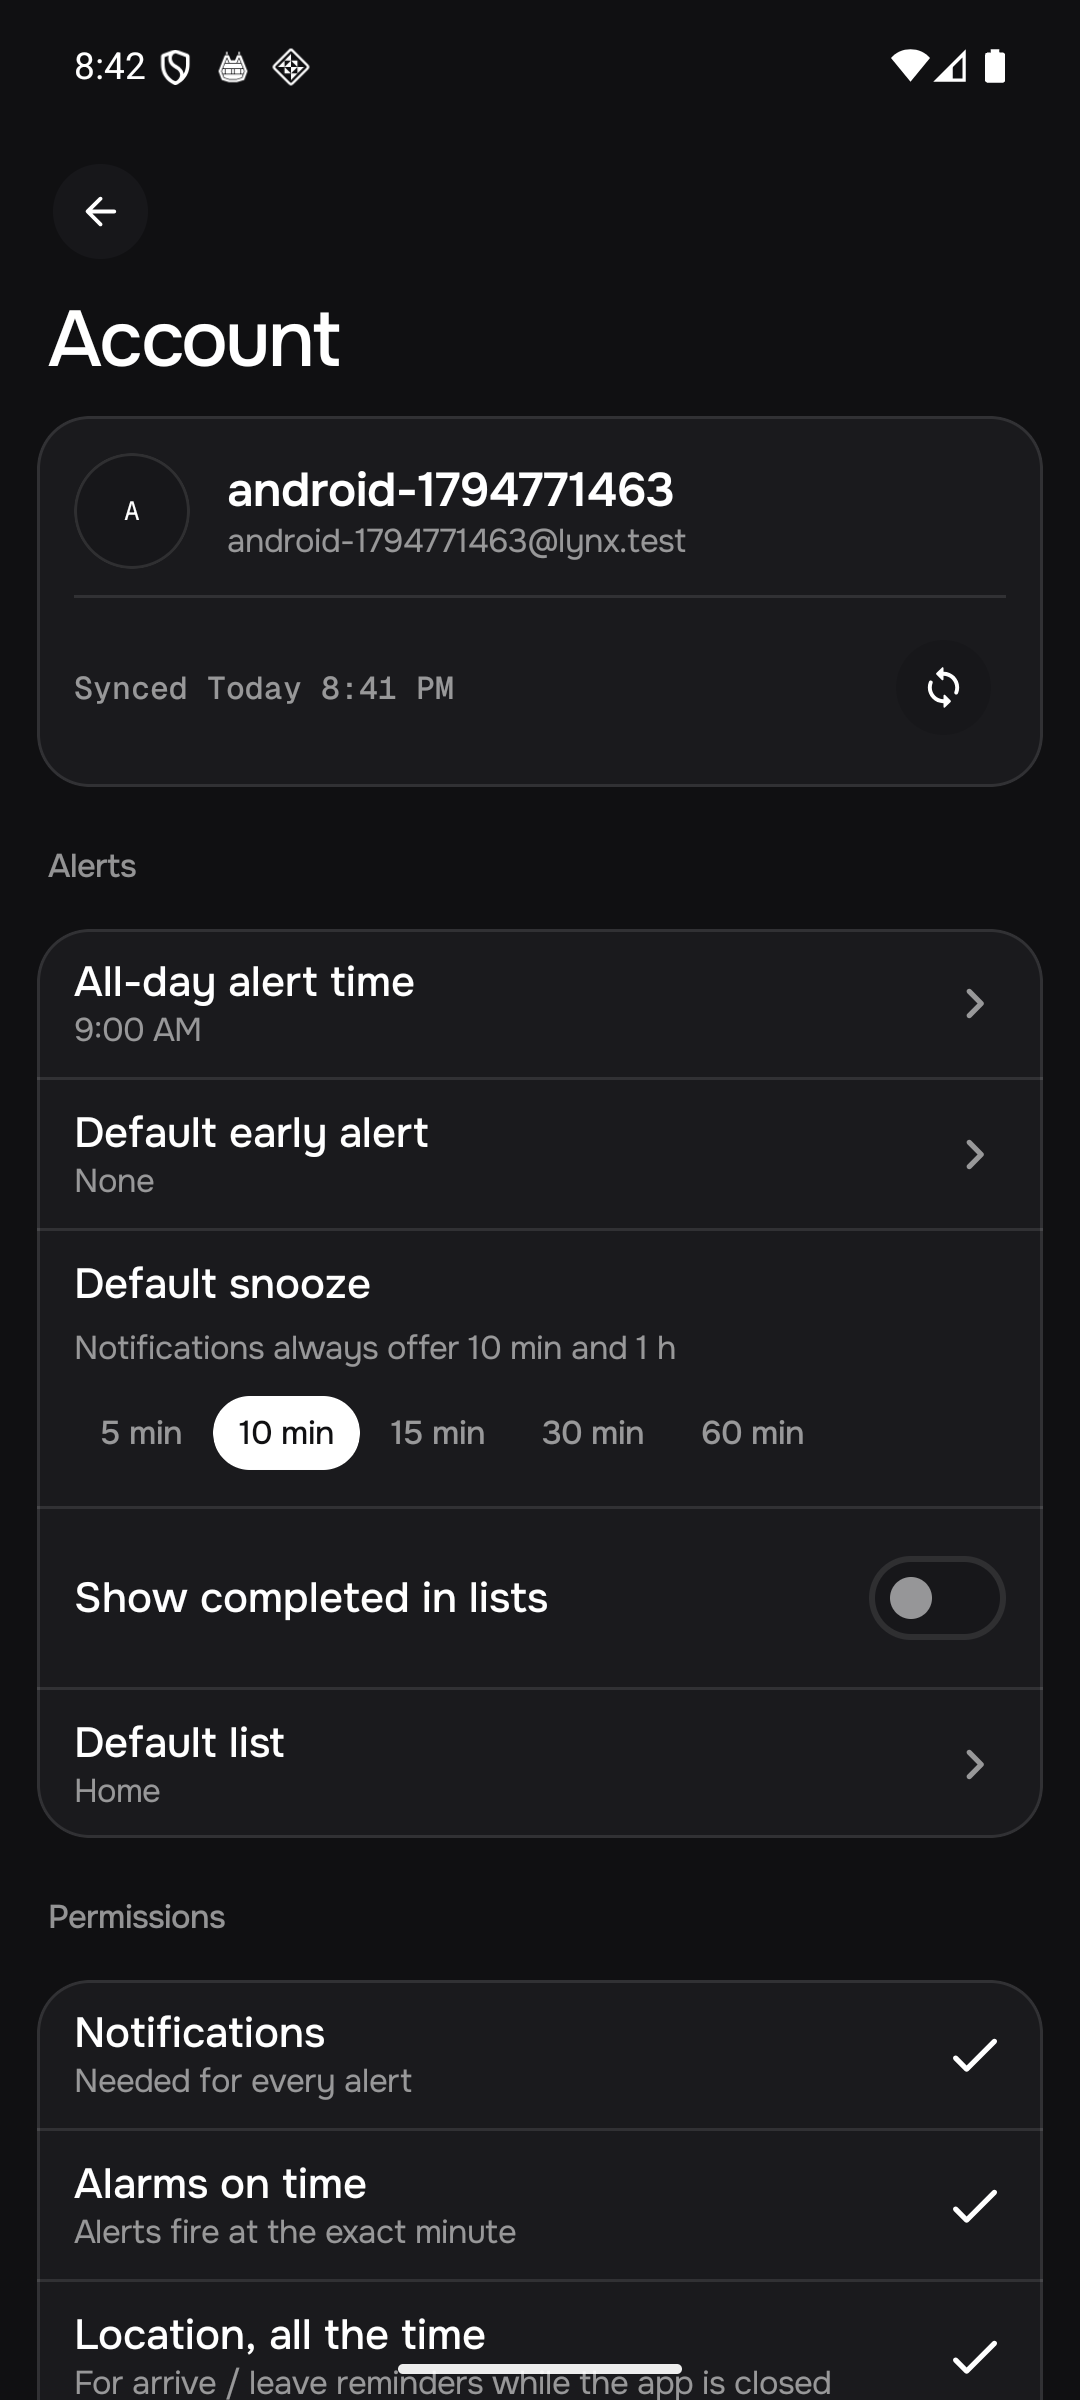 8:42
Account
A
android-1794771463
android-1794771463@lynx.test
Synced Today 8:41 PM
Alerts
All-day alert time
9:00 AM
Default early alert
None
Default snooze
Notifications always offer 10 min and 1 h
5 min 10 min 15 min 30 min 60 min
Show completed in lists
Default list
Home
Permissions
Notifications
Needed for every alert
Alarms on time
Alerts fire at the exact minute
Location, all the time
For arrive / leave reminders while the app is closed